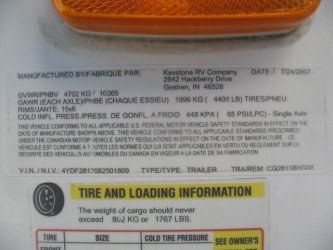 MANUFACTURED BY/FABRIQUE PAR: Keystone RV Company DATE: 7/24/2007
2642 Hackberry Drive
Goshen, IN 46526
GVWR/PNBV 4702 KG / 10365
GAWR (EACH AXLE)/PNBE (CHAQUE ESSIEU) 1996 KG / 4400 LB) TIRES/PNEU:
RIMS/JANTE: 15x6
COLD INFL. PRESS./PRESS. DE GONFL. A FROID 448 KPA ( 65 PSI/LPC) - Single Axle
THIS VEHICLE CONFORMS TO ALL APPLICABLE U.S. FEDERAL MOTOR VEHICLE SAFETY STANDARDS IN EFFECT ON THE
DATE OF MANUFACTURE SHOWN ABOVE. THIS VEHICLE CONFORMS TO ALL APPLICABLE STANDARDS PRESCRIBED
UNDER THE CANADIAN MOTOR VEHICLE SAFETY REGULATIONS IN EFFECT ON THE DATE OF
MANUFACTURE. CE VEHICULE EST CONFORME A TOUTES LES NORMES QUI LUI SONT APPLICABLES EN VERTU DU REGLEMENT SUR LA
SECURITE DES VEHICULES AUTOMOBILES DU CANADA EN VIGUEUR A LA DATE DE SA FABRICATION
V.I.N. / N.I.V.: 4YDF2812082501809 TYPE/TYPE: TRAILER TRA/REM
TIRE AND LOADING INFORMATION
The weight of cargo should never
exceed KG or 1767 LBS.
TIRE SIZE COLD TIRE PRESSURE SEE OWNER'S